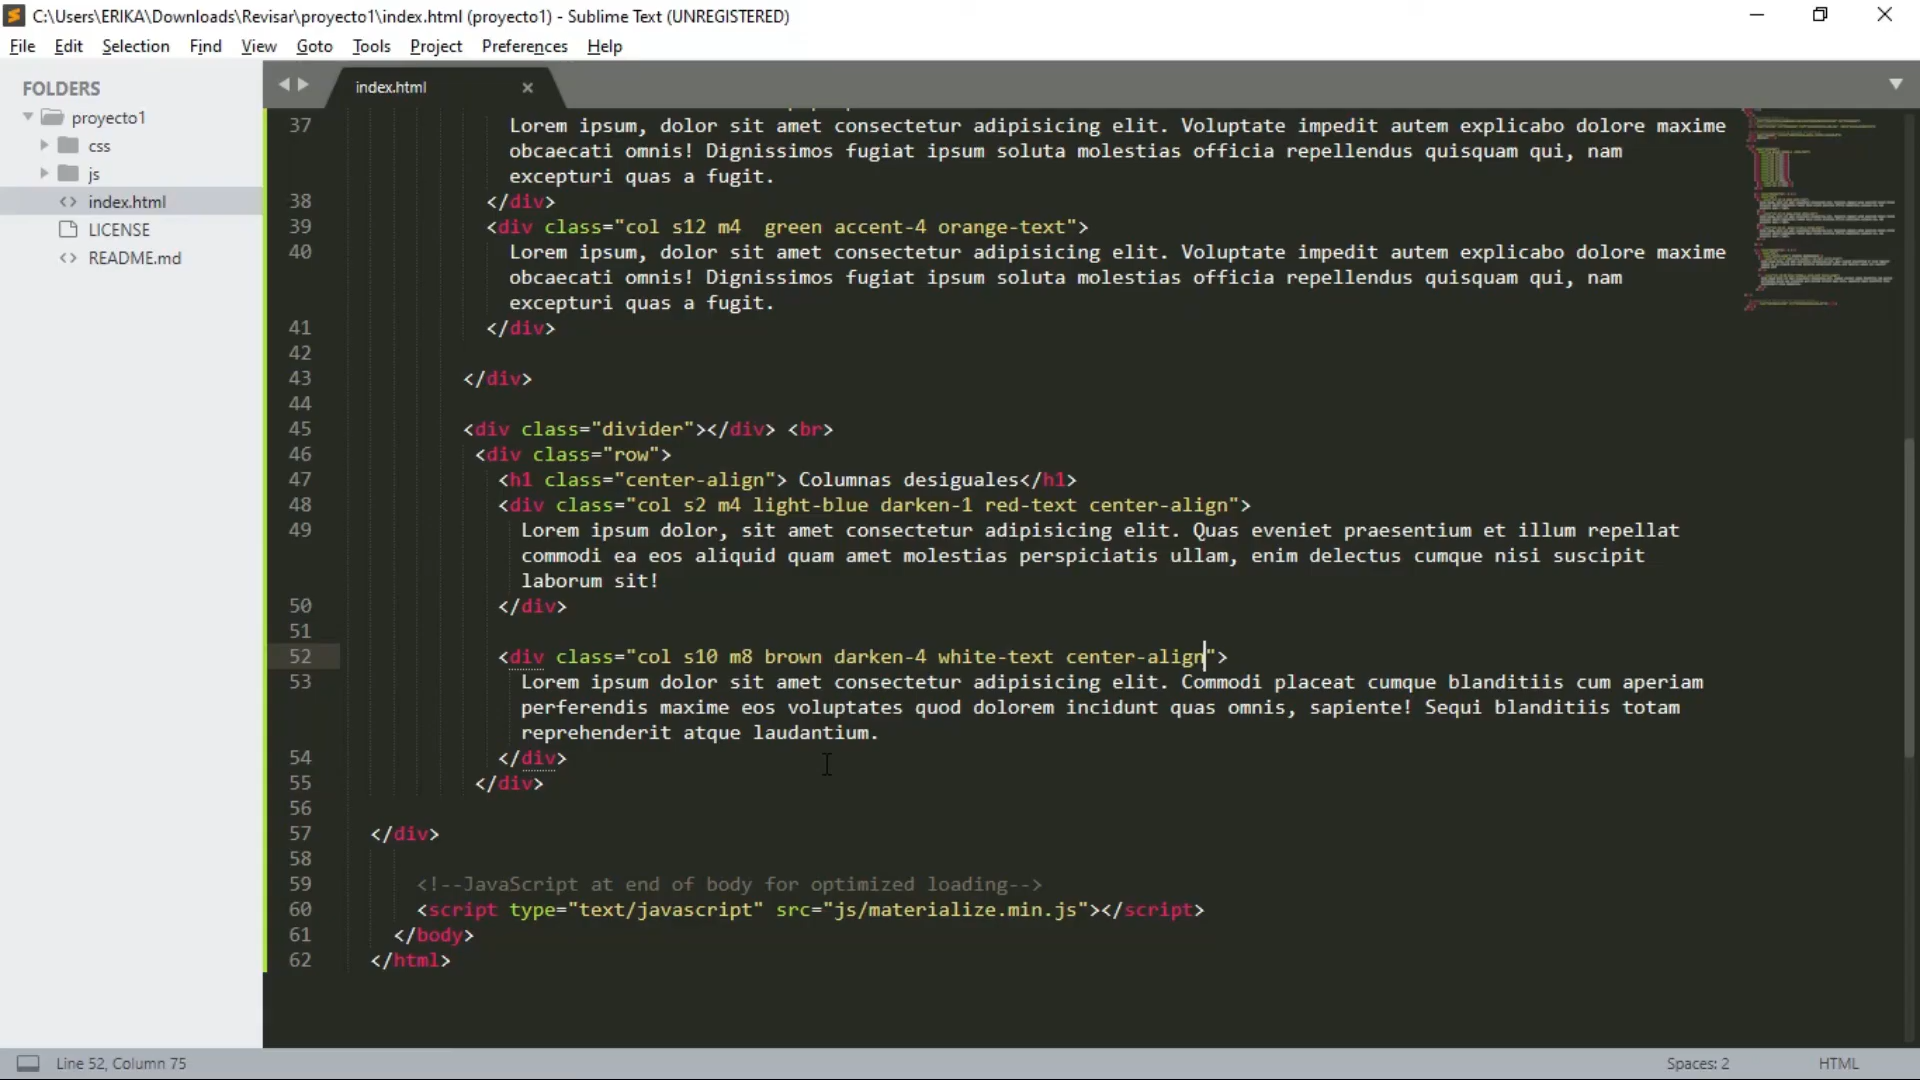 C:\Users\ERIKA\Downloads\Revisar\proyecto1\index.html (proyecto1) - Sublime Text (UNREGISTERED)
File Edit Selection Find View Goto Tools Project Preferences Help
FOLDERS
proyecto1
css
js
index.html
LICENSE
README.md
index.html
37 Lorem ipsum, dolor sit amet consectetur adipisicing elit. Voluptate impedit autem explicabo dolore maxime
obcaecati omnis! Dignissimos fugiat ipsum soluta molestias officia repellendus quisquam qui, nam
excepturi quas a fugit.
38 </div>
39 <div class="col s12 m4  green accent-4 orange-text">
40 Lorem ipsum, dolor sit amet consectetur adipisicing elit. Voluptate impedit autem explicabo dolore maxime
obcaecati omnis! Dignissimos fugiat ipsum soluta molestias officia repellendus quisquam qui, nam
excepturi quas a fugit.
41 </div>
42
43 </div>
44
45 <div class="divider"></div> <br>
46 <div class="row">
47 <h1 class="center-align"> Columnas desiguales</h1>
48 <div class="col s2 m4 light-blue darken-1 red-text center-align">
49 Lorem ipsum dolor, sit amet consectetur adipisicing elit. Quas eveniet praesentium et illum repellat
commodi ea eos aliquid quam amet molestias perspiciatis ullam, enim delectus cumque nisi suscipit
laborum sit!
50 </div>
51
52 <div class="col s10 m8 brown darken-4 white-text center-align">
53 Lorem ipsum dolor sit amet consectetur adipisicing elit. Commodi placeat cumque blanditiis cum aperiam
perferendis maxime eos voluptates quod dolorem incidunt quas omnis, sapiente! Sequi blanditiis totam
reprehenderit atque laudantium.
54 </div>
55 </div>
56
57 </div>
58
59 <!--JavaScript at end of body for optimized loading-->
60 <script type="text/javascript" src="js/materialize.min.js"></script>
61 </body>
62 </html>
Line 52, Column 75
Spaces: 2
HTML